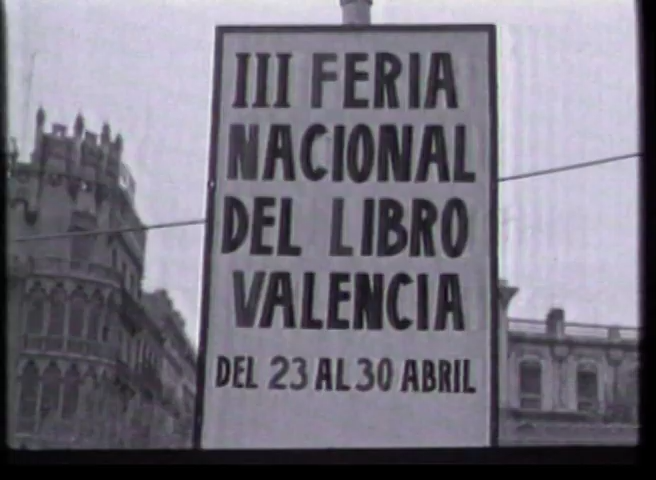 III FERIA
NACIONAL
DEL LIBRO
VALENCIA
DEL 23 AL 30 ABRIL